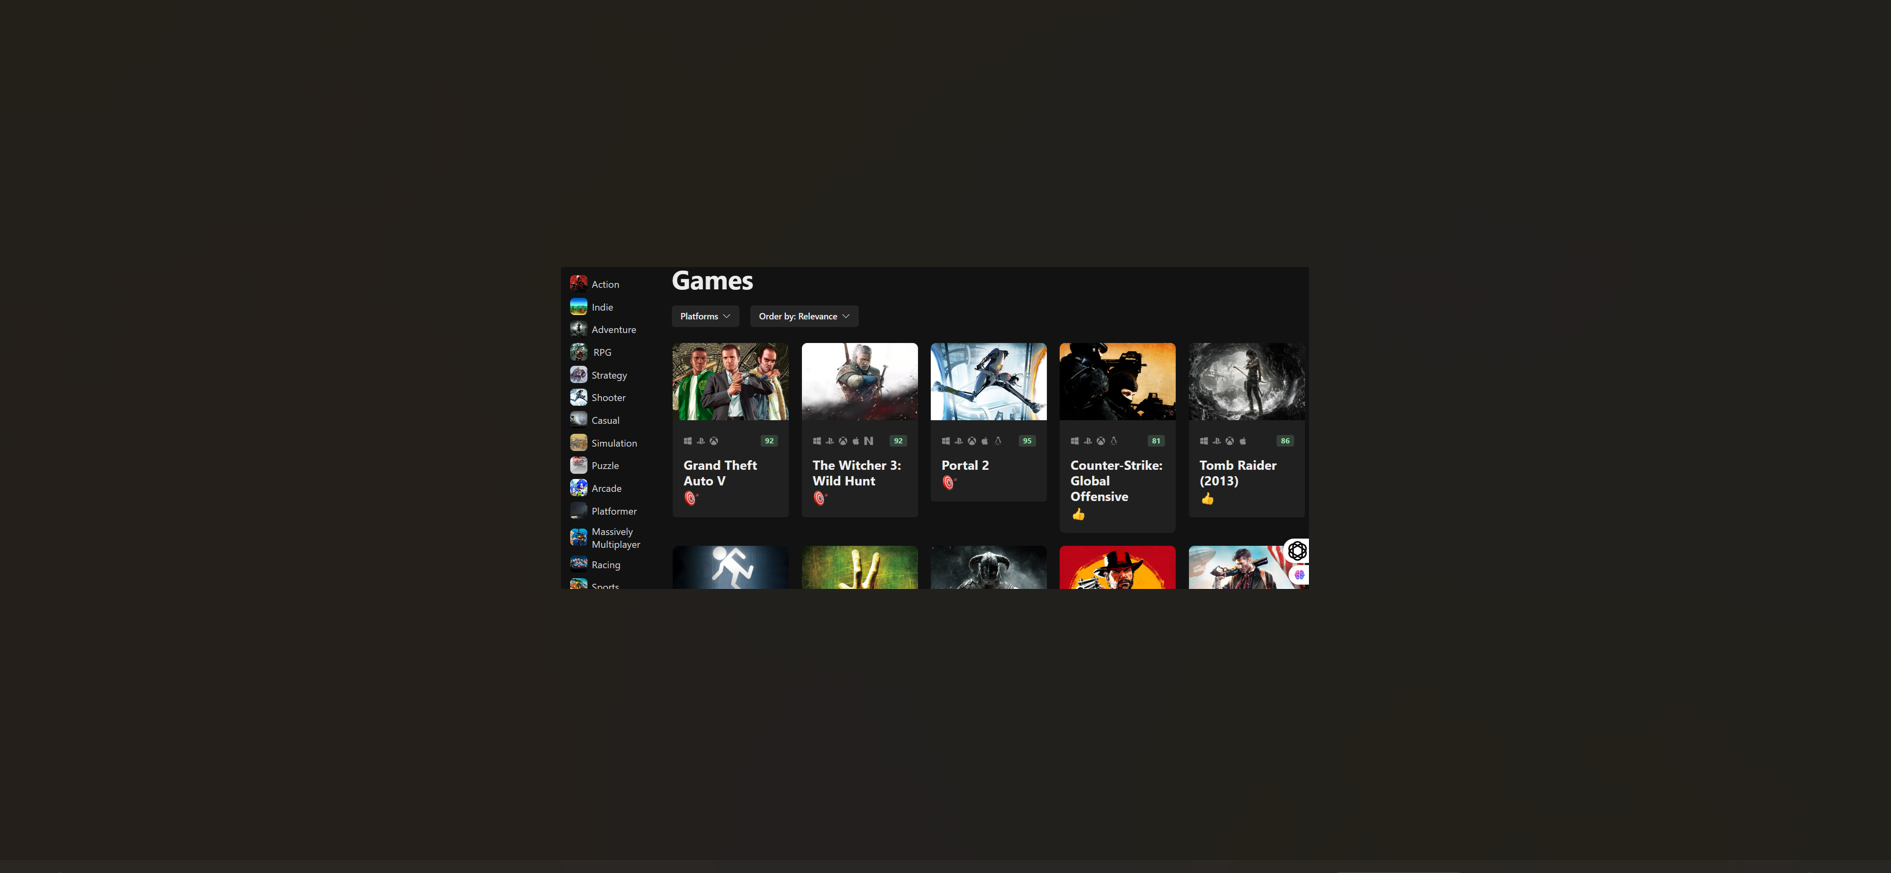 Action
Indie
Adventure
RPG
Strategy
Shooter
Casual
Simulation
Puzzle
Arcade
Platformer
Massively
Multiplayer
Racing
Sports
Games
Platforms
Order by: Relevance
92
Grand Theft
Auto V
92
The Witcher 3:
Wild Hunt
95
Portal 2
81
Counter-Strike:
Global
Offensive
86
Tomb Raider
(2013)